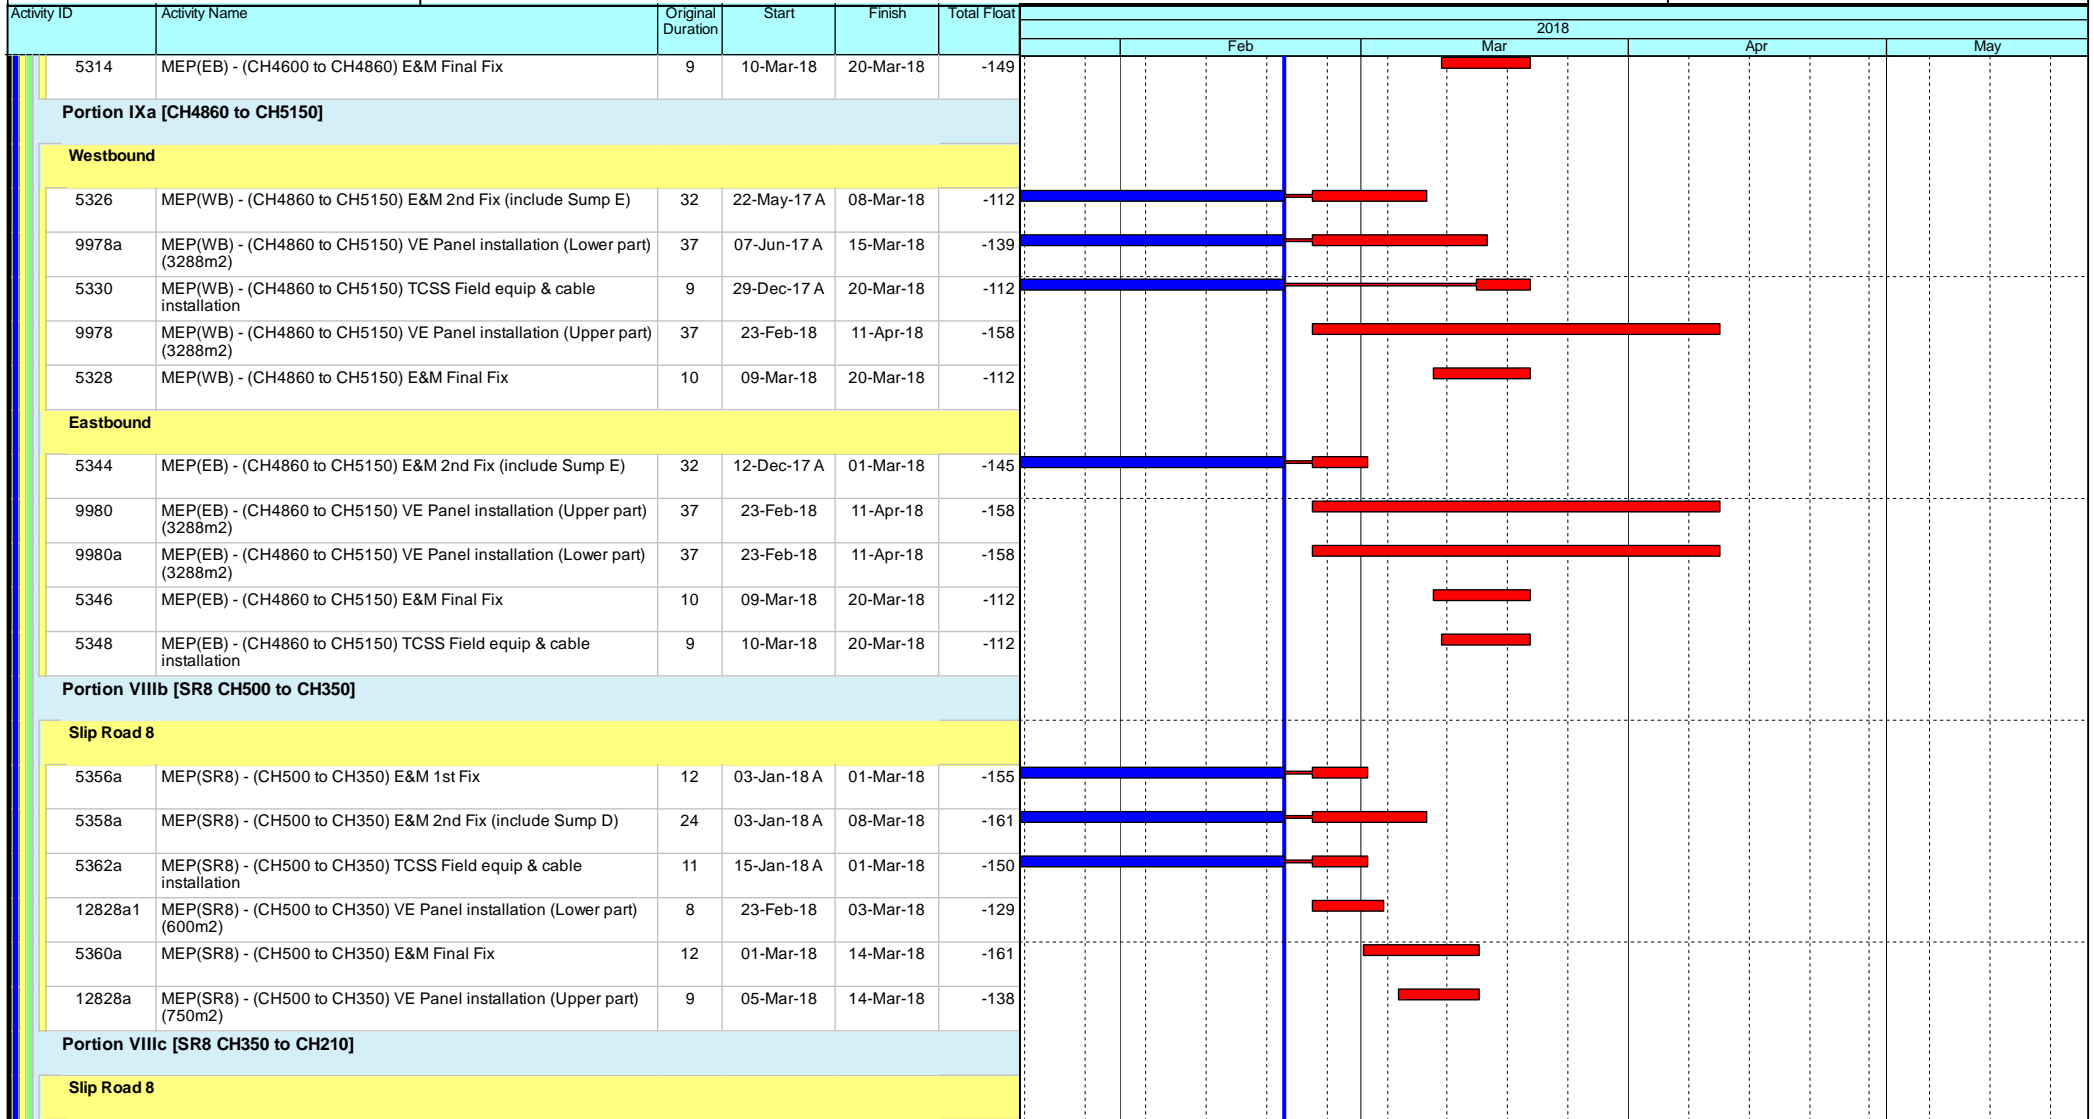 Activity ID Activity Name Original Start Finish Total Float
Duration
2018
Feb Mar Apr May
5314 MEP(EB) - (CH4600 to CH4860) E&M Final Fix 9 10-Mar-18 20-Mar-18 -149
Portion IXa [CH4860 to CH5150]
Westbound
5326 MEP(WB) - (CH4860 to CH5150) E&M 2nd Fix (include Sump E) 32 22-May-17 A 08-Mar-18 -112
9978a MEP(WB) - (CH4860 to CH5150) VE Panel installation (Lower part) 37 07-Jun-17 A 15-Mar-18 -139
(3288m2)
5330 MEP(WB) - (CH4860 to CH5150) TCSS Field equip & cable 9 29-Dec-17 A 20-Mar-18 -112
installation
9978 MEP(WB) - (CH4860 to CH5150) VE Panel installation (Upper part) 37 23-Feb-18 11-Apr-18 -158
(3288m2)
5328 MEP(WB) - (CH4860 to CH5150) E&M Final Fix 10 09-Mar-18 20-Mar-18 -112
Eastbound
5344 MEP(EB) - (CH4860 to CH5150) E&M 2nd Fix (include Sump E) 32 12-Dec-17 A 01-Mar-18 -145
9980 MEP(EB) - (CH4860 to CH5150) VE Panel installation (Upper part) 37 23-Feb-18 11-Apr-18 -158
(3288m2)
9980a MEP(EB) - (CH4860 to CH5150) VE Panel installation (Lower part) 37 23-Feb-18 11-Apr-18 -158
(3288m2)
5346 MEP(EB) - (CH4860 to CH5150) E&M Final Fix 10 09-Mar-18 20-Mar-18 -112
5348 MEP(EB) - (CH4860 to CH5150) TCSS Field equip & cable 9 10-Mar-18 20-Mar-18 -112
installation
Portion VIIIb [SR8 CH500 to CH350]
Slip Road 8
5356a MEP(SR8) - (CH500 to CH350) E&M 1st Fix 12 03-Jan-18 A 01-Mar-18 -155
5358a MEP(SR8) - (CH500 to CH350) E&M 2nd Fix (include Sump D) 24 03-Jan-18 A 08-Mar-18 -161
5362a MEP(SR8) - (CH500 to CH350) TCSS Field equip & cable 11 15-Jan-18 A 01-Mar-18 -150
installation
12828a1 MEP(SR8) - (CH500 to CH350) VE Panel installation (Lower part) 8 23-Feb-18 03-Mar-18 -129
(600m2)
5360a MEP(SR8) - (CH500 to CH350) E&M Final Fix 12 01-Mar-18 14-Mar-18 -161
12828a MEP(SR8) - (CH500 to CH350) VE Panel installation (Upper part) 9 05-Mar-18 14-Mar-18 -138
(750m2)
Portion VIIIc [SR8 CH350 to CH210]
Slip Road 8